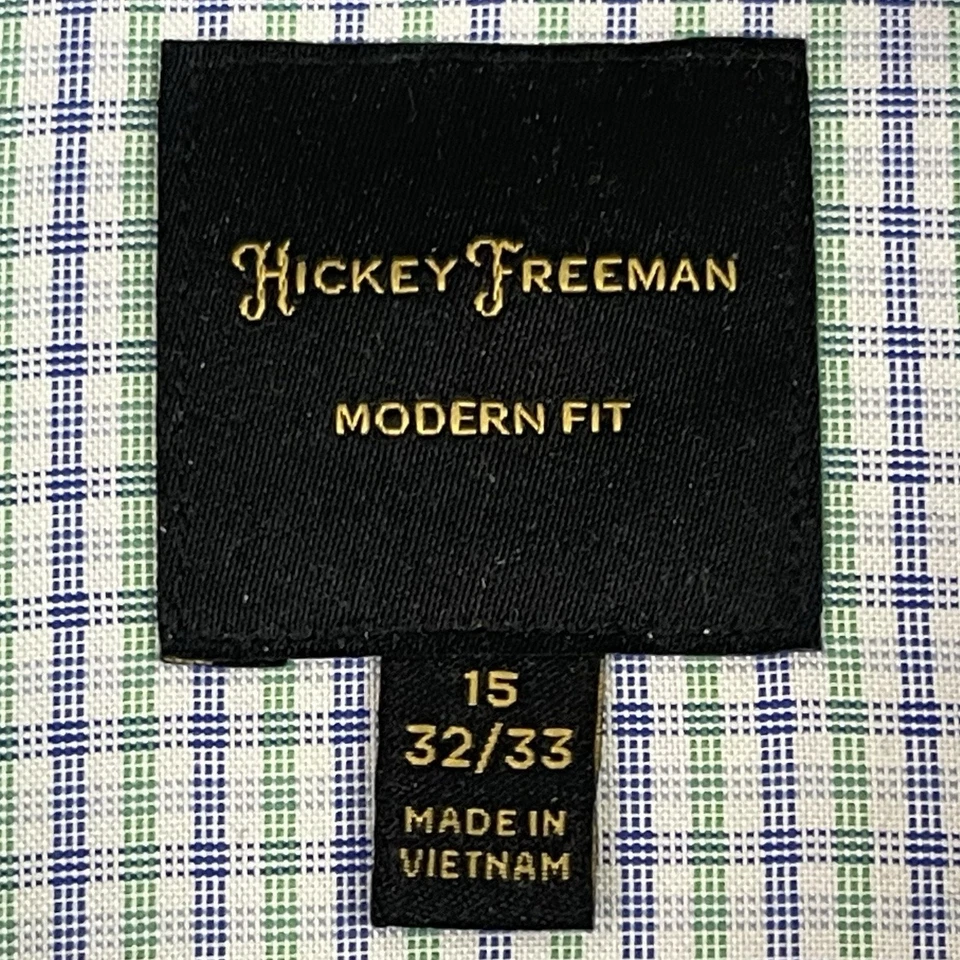 HICKEY FREEMAN
MODERN FIT
15
32/33
MADE IN
VIETNAM